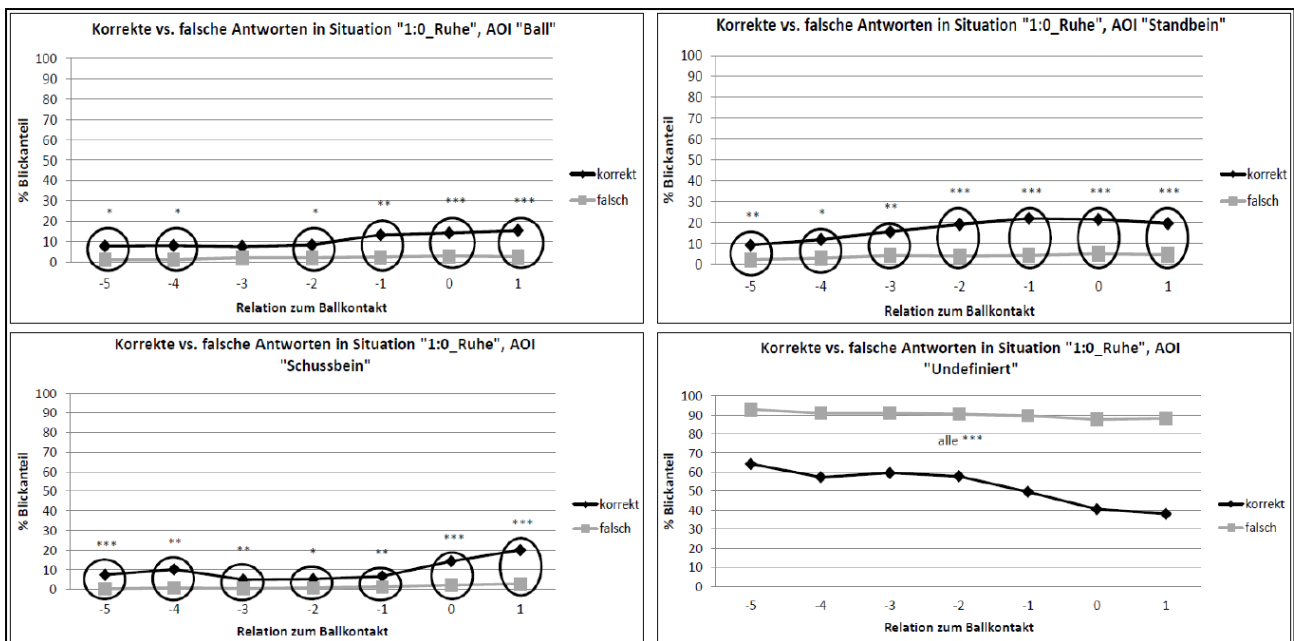 Korrekte vs. falsche Antworten in Situation "1:0_Ruhe", AOI "Ball"
% Blickanteil
100
90
80
70
60
50
40
30
20
10
0
* * * ** *** ***
-5 -4 -3 -2 -1 0 1
Relation zum Ballkontakt
korrekt
falsch
Korrekte vs. falsche Antworten in Situation "1:0_Ruhe", AOI "Standbein"
% Blickanteil
100
90
80
70
60
50
40
30
20
10
0
** * ** *** *** *** ***
-5 -4 -3 -2 -1 0 1
Relation zum Ballkontakt
korrekt
falsch
Korrekte vs. falsche Antworten in Situation "1:0_Ruhe", AOI
"Schussbein"
% Blickanteil
100
90
80
70
60
50
40
30
20
10
0
*** ** ** * ** *** ***
-5 -4 -3 -2 -1 0 1
Relation zum Ballkontakt
korrekt
falsch
Korrekte vs. falsche Antworten in Situation "1:0_Ruhe", AOI
"Undefiniert"
% Blickanteil
100
90
80
70
60
50
40
30
20
10
0
alle ***
-5 -4 -3 -2 -1 0 1
Relation zum Ballkontakt
korrekt
falsch